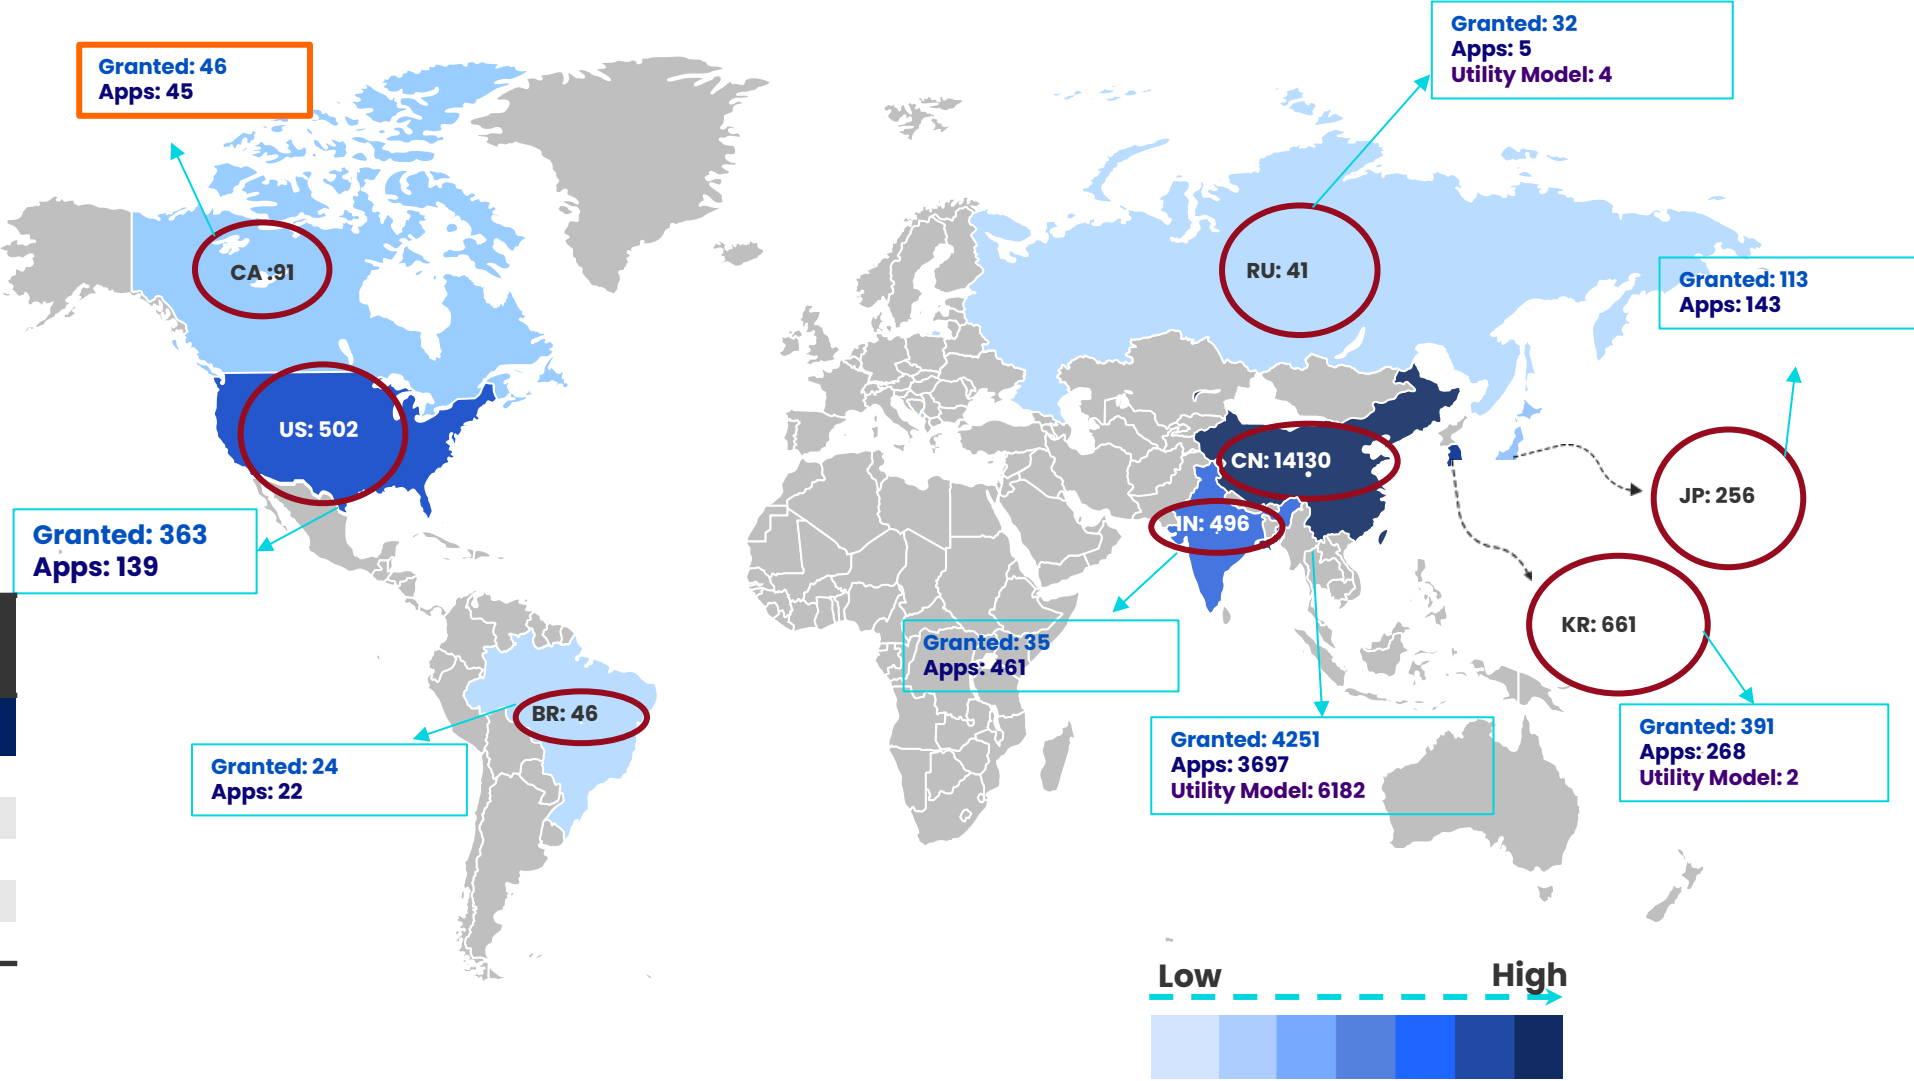 Granted: 32
Apps: 5
Utility Model: 4
Granted: 46
Apps: 45
CA :91
RU: 41
Granted: 113
Apps: 143
US: 502
CN: 14130
JP: 256
IN: 496
Granted: 363
Apps: 139
KR: 661
Granted: 35
Apps: 461
BR: 46
Granted: 24
Apps: 22
Granted: 4251
Apps: 3697
Utility Model: 6182
Granted: 391
Apps: 268
Utility Model: 2
Low
High